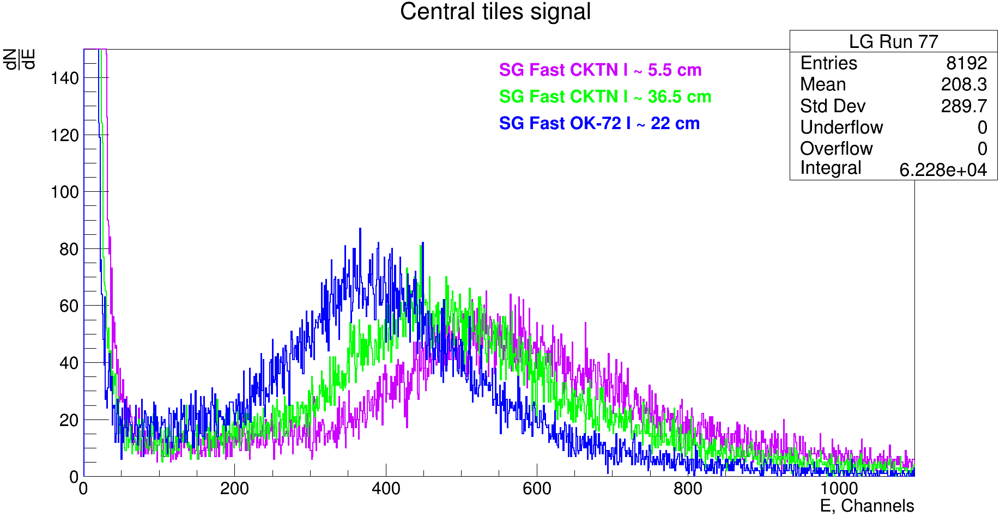 Central tiles signal
dN
dE
LG Run 77
Entries 8192
Mean 208.3
Std Dev 289.7
Underflow 0
Overflow 0
Integral 6.228e+04
SG Fast CKTN l ~ 5.5 cm
SG Fast CKTN l ~ 36.5 cm
SG Fast OK-72 l ~ 22 cm
140
120
100
80
60
40
20
0
0 200 400 600 800 1000
E, Channels